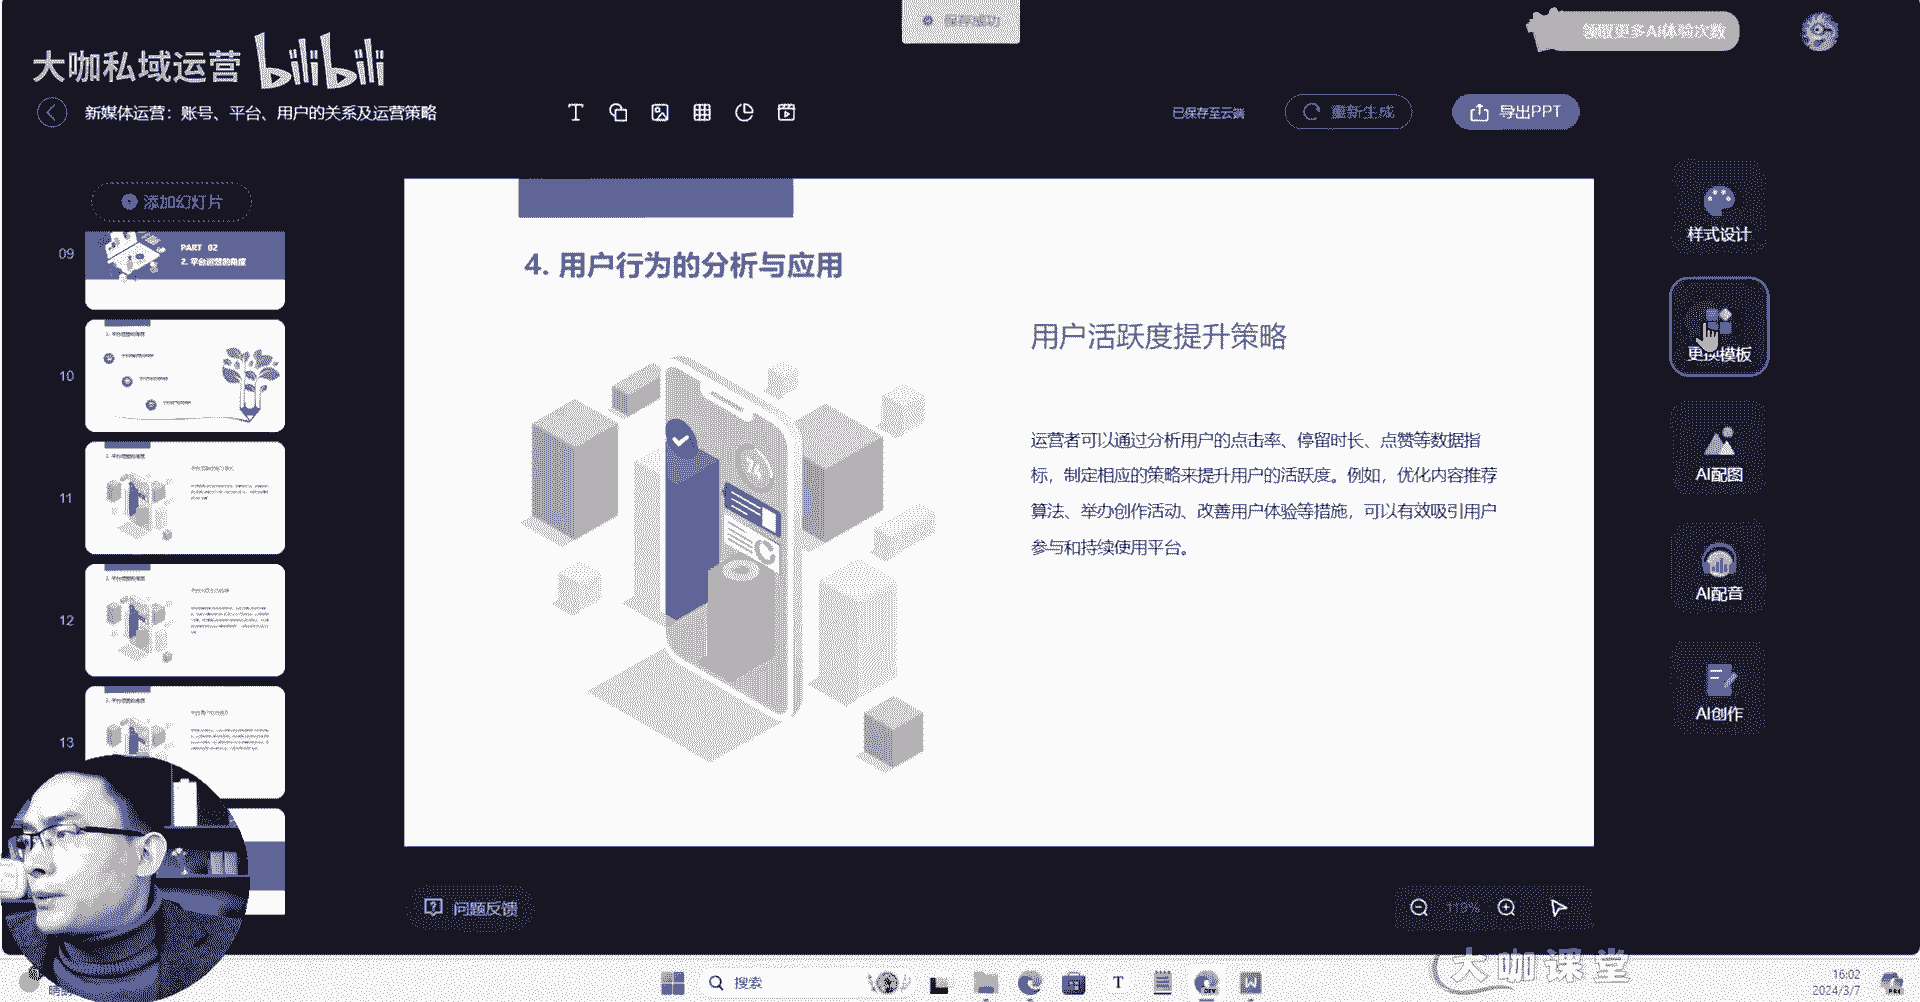 保存成功
领取更多AI体验次数
大咖私域运营 bilibili
新媒体运营：账号、平台、用户的关系及运营策略
已保存至云端
重新生成
导出PPT
添加幻灯片
09
PART 02
2. 平台运营的角度
10
11
12
13
4. 用户行为的分析与应用
用户活跃度提升策略
运营者可以通过分析用户的点击率、停留时长、点赞等数据指
标，制定相应的策略来提升用户的活跃度。例如，优化内容推荐
算法、举办创作活动、改善用户体验等措施，可以有效吸引用户
参与和持续使用平台。
样式设计
更换模板
AI配图
AI配音
AI创作
问题反馈
119%
大咖课堂
搜索
16:02
2024/3/7